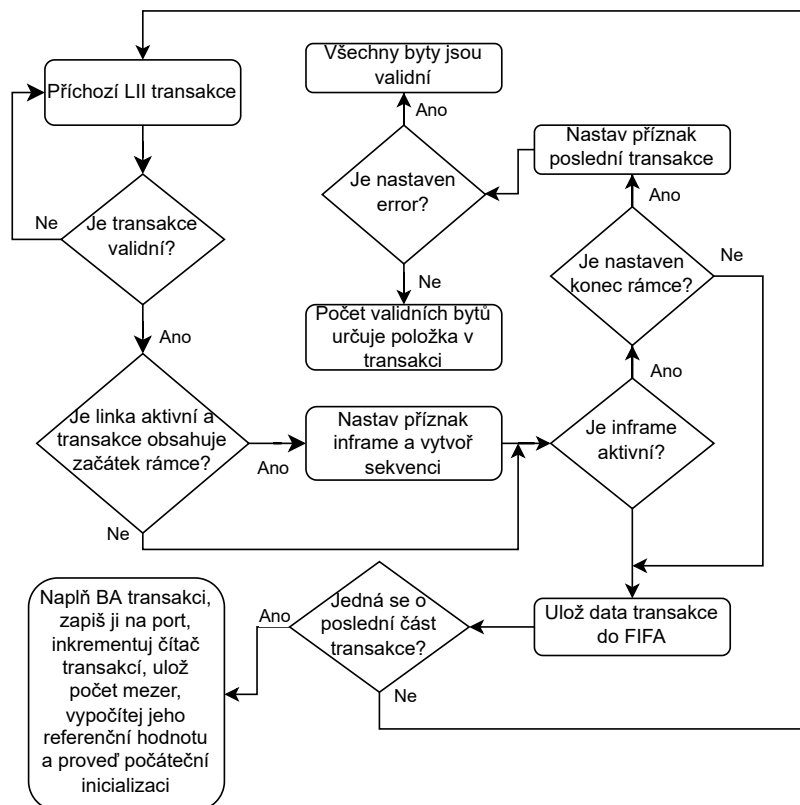 Příchozí LII transakce
Je transakce
validní?
Ne
Ano
Je linka aktivní a
transakce obsahuje
začátek rámce?
Ano
Ne
Nastav příznak
inframe a vytvoř
sekvenci
Je inframe
aktivní?
Ano
Je nastaven
konec rámce?
Ano
Ne
Nastav příznak
poslední transakce
Je nastaven
error?
Ano
Všechny byty jsou
validní
Ne
Počet validních bytů
určuje položka v
transakci
Ulož data transakce
do FIFA
Jedná se o
poslední část
transakce?
Ano
Ne
Naplň BA transakci,
zapiš ji na port,
inkrementuj čítač
transakcí, ulož
počet mezer,
vypočítej jeho
referenční hodnotu
a proveď počáteční
inicializaci